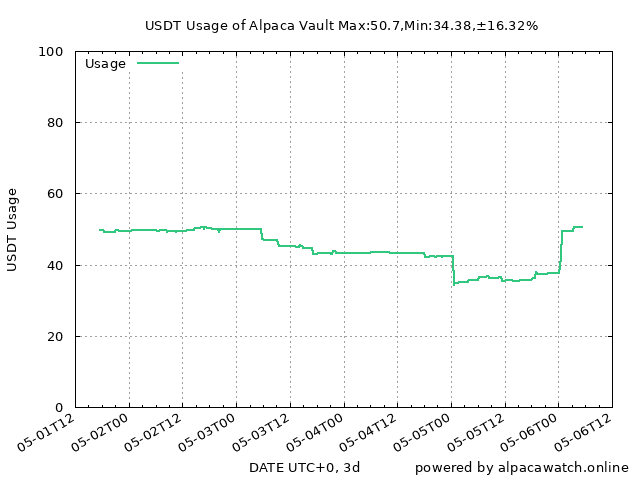 USDT Usage of Alpaca Vault Max:50.7,Min:34.38,±16.32%
100
Usage
80
60
USDT Usage
40
20
0
05-01T12
05-02T00
05-02T12
05-03T00
05-03T12
05-04T00
05-04T12
05-05T00
05-05T12
05-06T00
05-06T12
DATE UTC+0, 3d
powered by alpacawatch.online